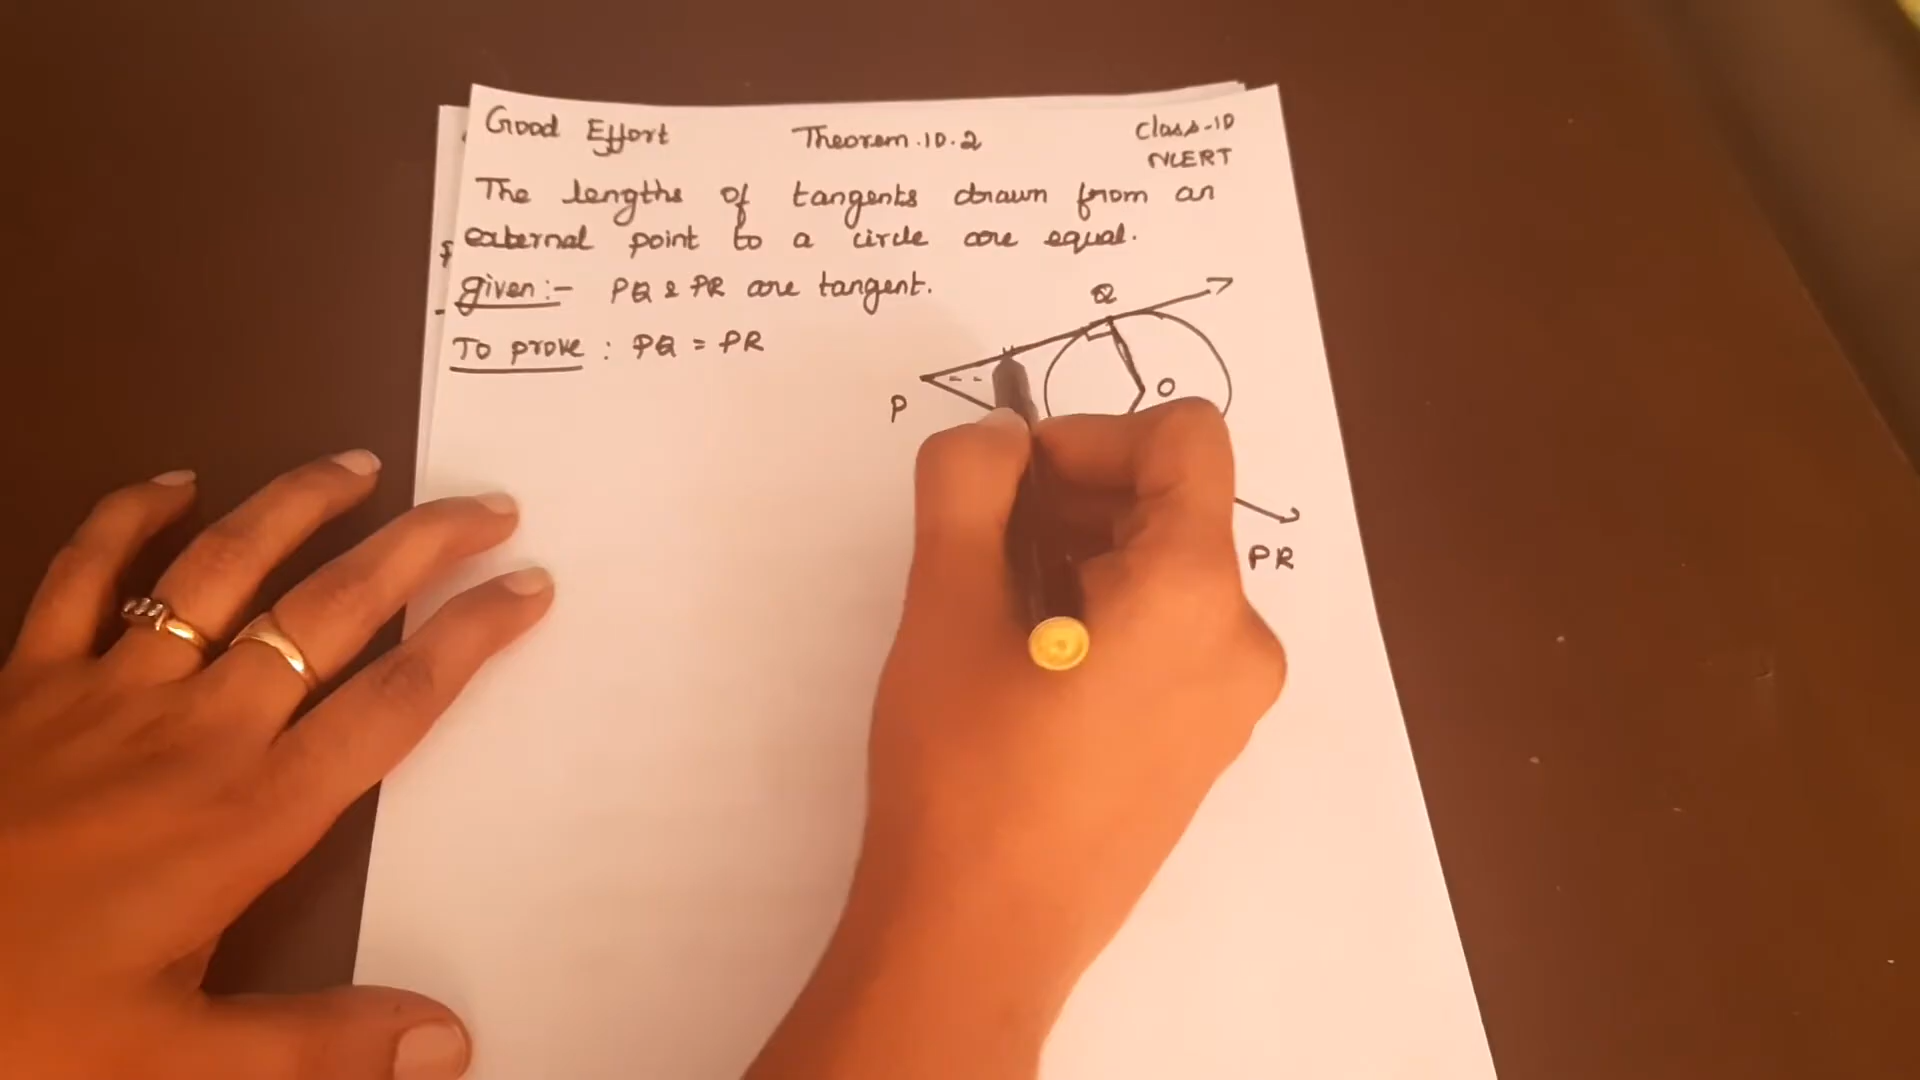 Good Effort Theorem.10.2 Class-10
NCERT
The lengths of tangents drawn from an
external point to a circle are equal.
given:- PQ & PR are tangent.
To prove : PQ = PR
Q
O
P
PR